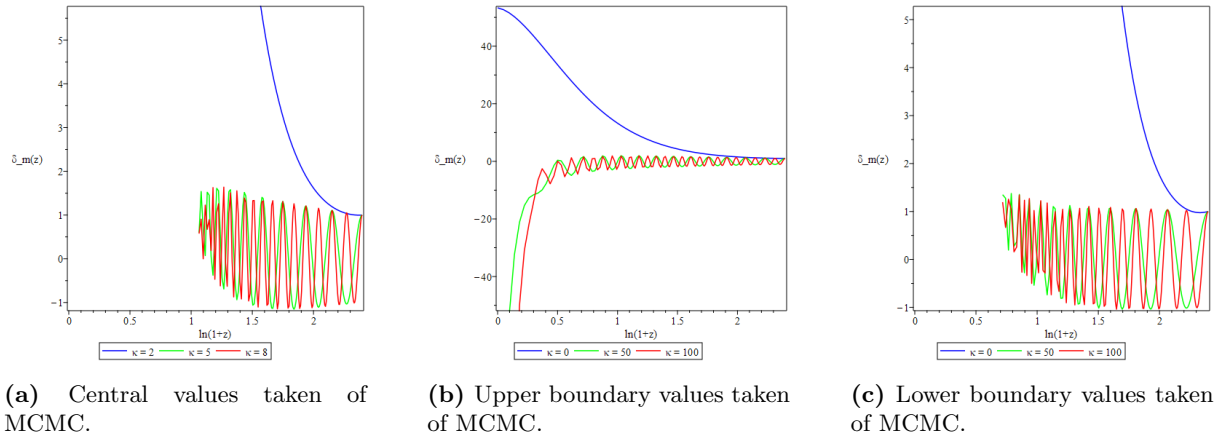 5
4
3
δ_m(z)
2
1
0
−1
0 0.5 1 1.5 2
ln(1+z)
κ = 2 κ = 5 κ = 8
(a) Central values taken of
MCMC.
40
20
δ_m(z) 0
−20
−40
0 0.5 1 1.5 2
ln(1+z)
κ = 0 κ = 50 κ = 100
(b) Upper boundary values taken
of MCMC.
5
4
3
δ_m(z)
2
1
0
−1
0 0.5 1 1.5 2
ln(1+z)
κ = 0 κ = 50 κ = 100
(c) Lower boundary values taken
of MCMC.